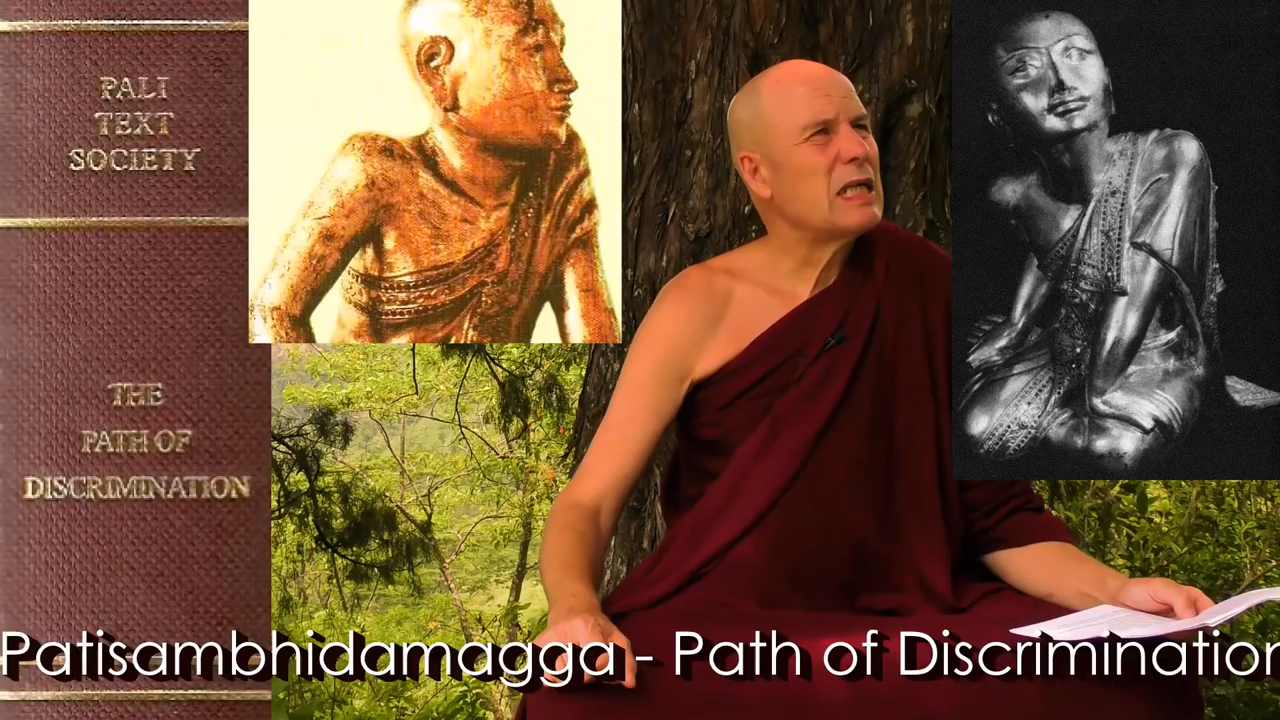 PALI
TEXT
SOCIETY
THE
PATH OF
DISCRIMINATION
Patisambhidamagga - Path of Discrimination